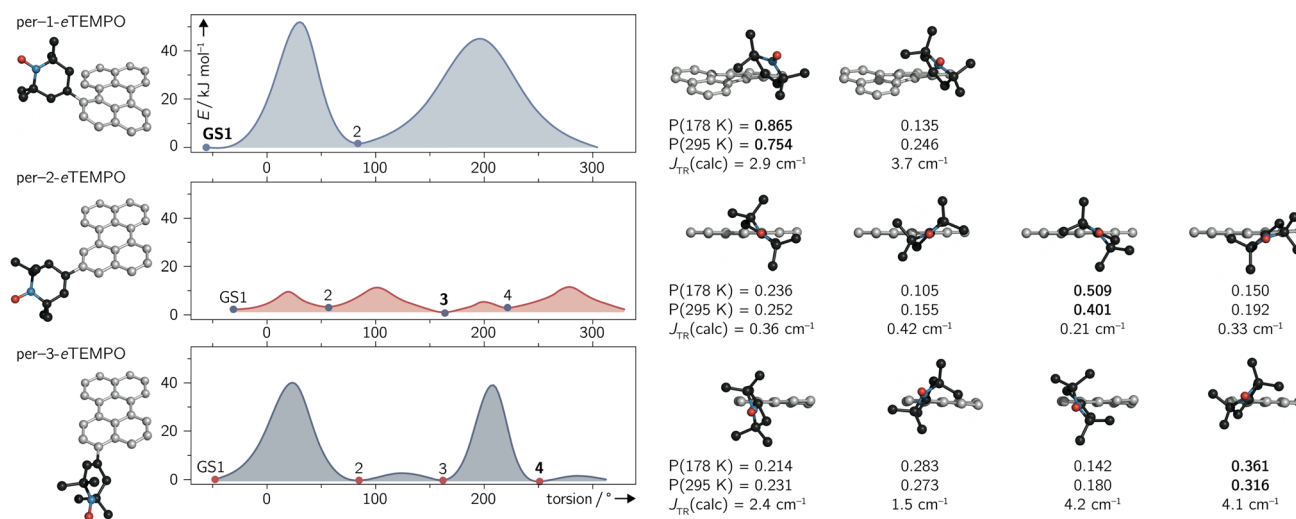 per–1–eTEMPO
E / kJ mol⁻¹
40
20
0
GS1
2
0
100
200
300
P(178 K) = 0.865 0.135
P(295 K) = 0.754 0.246
J_TR(calc) = 2.9 cm⁻¹ 3.7 cm⁻¹
per–2–eTEMPO
40
20
0
GS1
2
3
4
0
100
200
300
P(178 K) = 0.236 0.105 0.509 0.150
P(295 K) = 0.252 0.155 0.401 0.192
J_TR(calc) = 0.36 cm⁻¹ 0.42 cm⁻¹ 0.21 cm⁻¹ 0.33 cm⁻¹
per–3–eTEMPO
40
20
0
GS1
2
3
4
0
100
200
300
torsion / ° →
P(178 K) = 0.214 0.283 0.142 0.361
P(295 K) = 0.231 0.273 0.180 0.316
J_TR(calc) = 2.4 cm⁻¹ 1.5 cm⁻¹ 4.2 cm⁻¹ 4.1 cm⁻¹